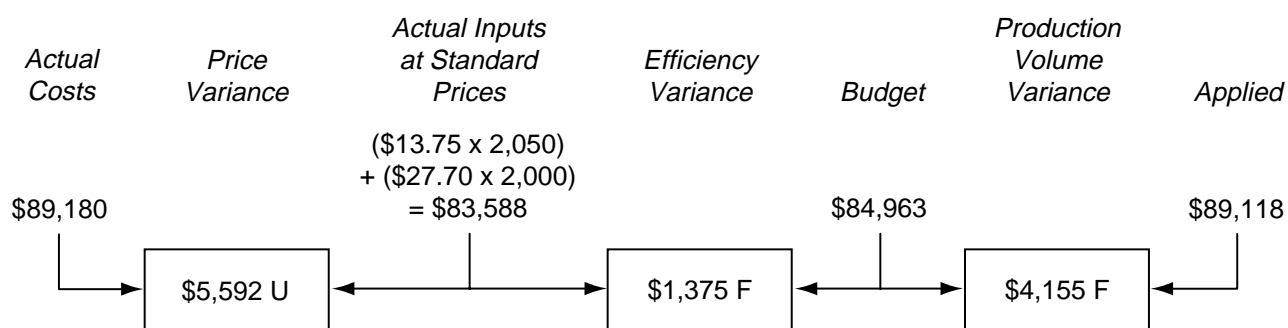 Actual
Costs
Price
Variance
Actual Inputs
at Standard
Prices
Efficiency
Variance
Budget
Production
Volume
Variance
Applied
($13.75 x 2,050)
+ ($27.70 x 2,000)
= $83,588
$89,180
$84,963
$89,118
$5,592 U
$1,375 F
$4,155 F